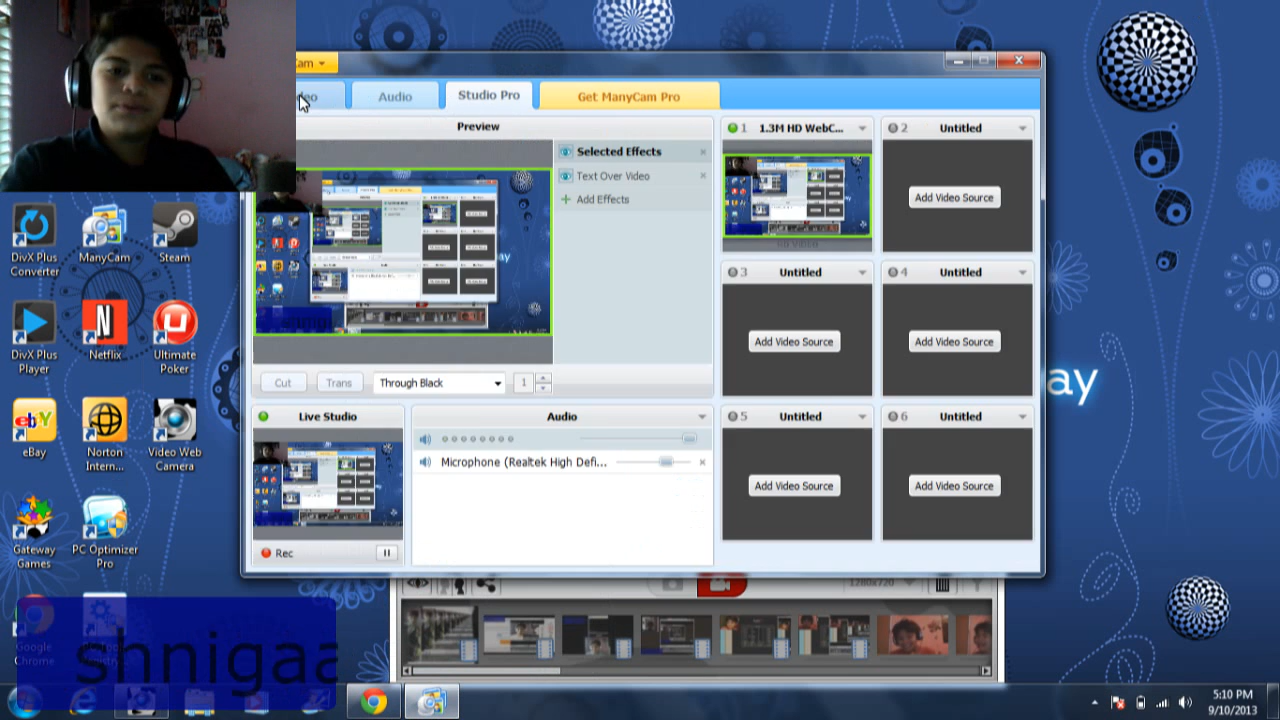 Cam
Audio
Studio Pro
Get ManyCam Pro
Preview
Selected Effects
Text Over Video
Add Effects
1
1.3M HD WebC...
2
Untitled
Add Video Source
3
Untitled
4
Untitled
Add Video Source
Add Video Source
Cut
Trans
Through Black
1
Live Studio
Audio
5
Untitled
6
Untitled
Microphone (Realtek High Defi...
Add Video Source
Add Video Source
Rec
1280x720
DivX Plus
Converter
ManyCam
Steam
DivX Plus
Player
Netflix
Ultimate
Poker
eBay
Norton
Intern...
Video Web
Camera
Gateway
Games
PC Optimizer
Pro
Google
Chrome
shnigaa
ay
5:10 PM
9/10/2013